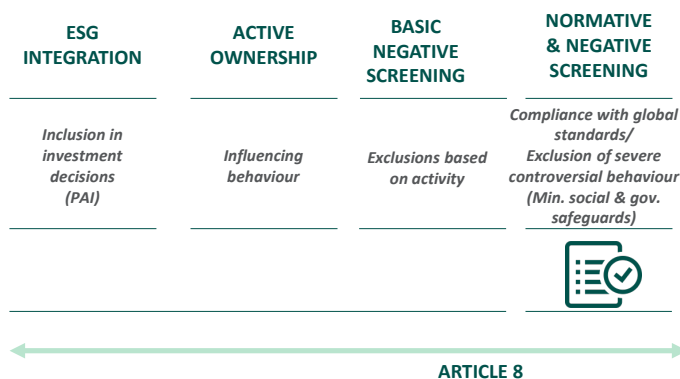 ESG
INTEGRATION
ACTIVE
OWNERSHIP
BASIC
NEGATIVE
SCREENING
NORMATIVE
& NEGATIVE
SCREENING
Inclusion in
investment
decisions
(PAI)
Influencing
behaviour
Exclusions based
on activity
Compliance with global
standards/
Exclusion of severe
controversial behaviour
(Min. social & gov.
safeguards)
ARTICLE 8